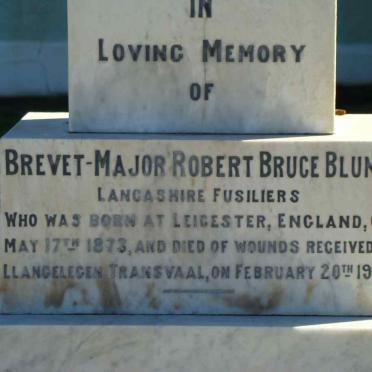 IN
LOVING MEMORY
OF
BREVET-MAJOR ROBERT BRUCE BLUN
LANCASHIRE FUSILIERS
WHO WAS BORN AT LEICESTER, ENGLAND,
MAY 17TH 1873, AND DIED OF WOUNDS RECEIVED
LLANGELEGEN TRANSVAAL, ON FEBRUARY 20TH 19